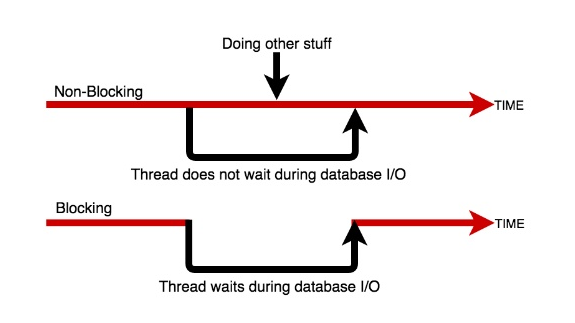 Doing other stuff
Non-Blocking
TIME
Thread does not wait during database I/O
Blocking
TIME
Thread waits during database I/O